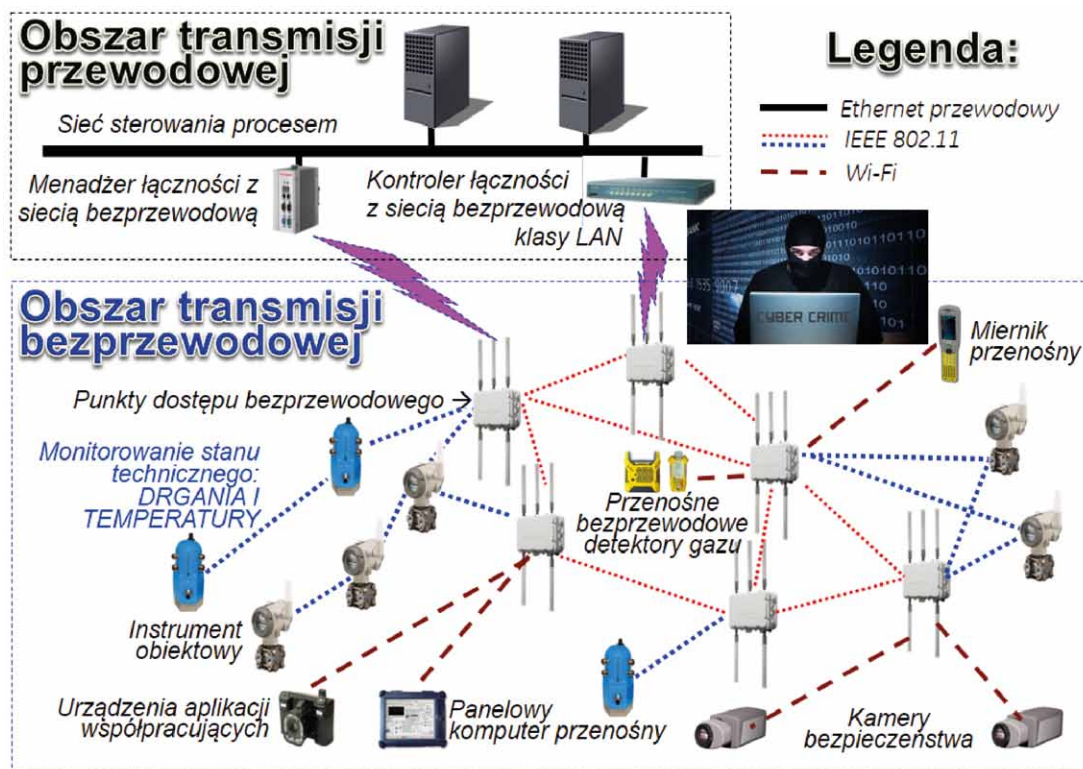 Obszar transmisji
przewodowej
Legenda:
Ethernet przewodowy
IEEE 802.11
Wi-Fi
Sieć sterowania procesem
Menadżer łączności z
siecią bezprzewodową
Kontroler łączności
z siecią bezprzewodową
klasy LAN
CYBER CRIME
Obszar transmisji
bezprzewodowej
Miernik
przenośny
Punkty dostępu bezprzewodowego →
Monitorowanie stanu
technicznego:
DRGANIA I
TEMPERATURY
Przenośne
bezprzewodowe
detektory gazu
Instrument
obiektowy
Urządzenia aplikacji
współpracujących
Panelowy
komputer przenośny
Kamery
bezpieczeństwa